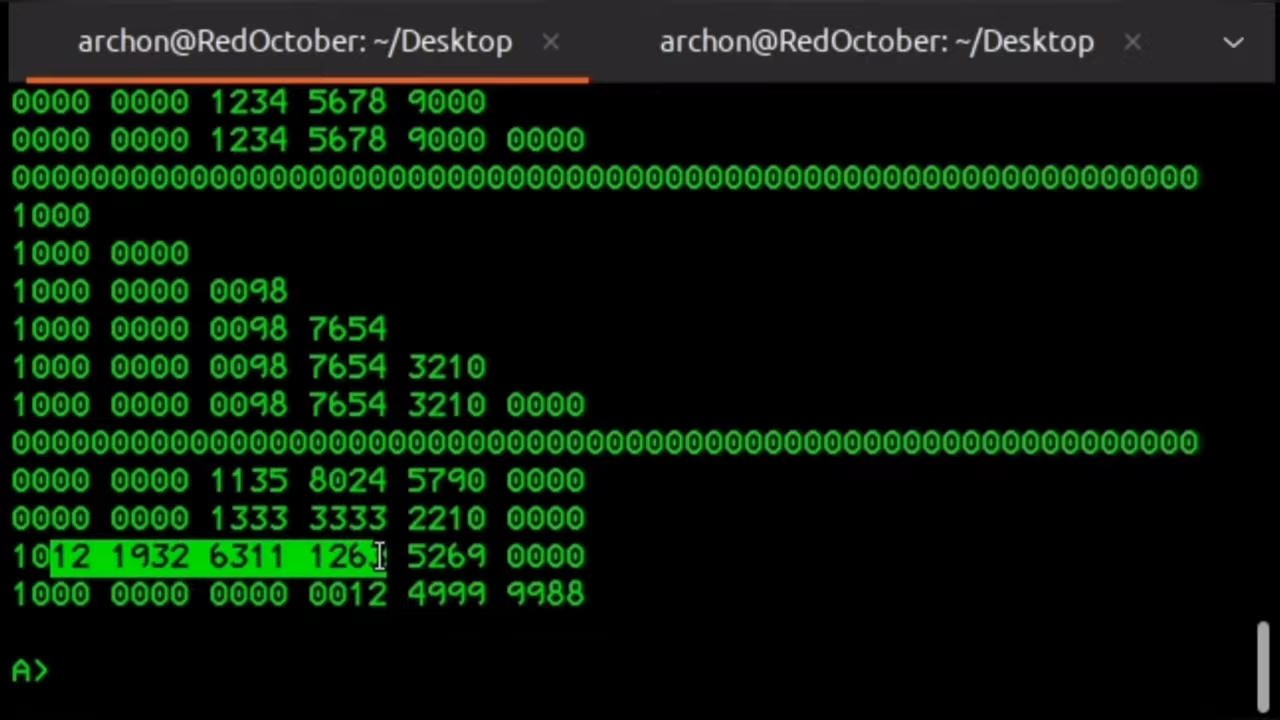 archon@RedOctober: ~/Desktop archon@RedOctober: ~/Desktop
0000 0000 1234 5678 9000
0000 0000 1234 5678 9000 0000
000000000000000000000000000000000000000000000000000000000000
1000
1000 0000
1000 0000 0098
1000 0000 0098 7654
1000 0000 0098 7654 3210
1000 0000 0098 7654 3210 0000
000000000000000000000000000000000000000000000000000000000000
0000 0000 1135 8024 5790 0000
0000 0000 1333 3333 2210 0000
1012 1932 6311 1263 5269 0000
1000 0000 0000 0012 4999 9988
A>